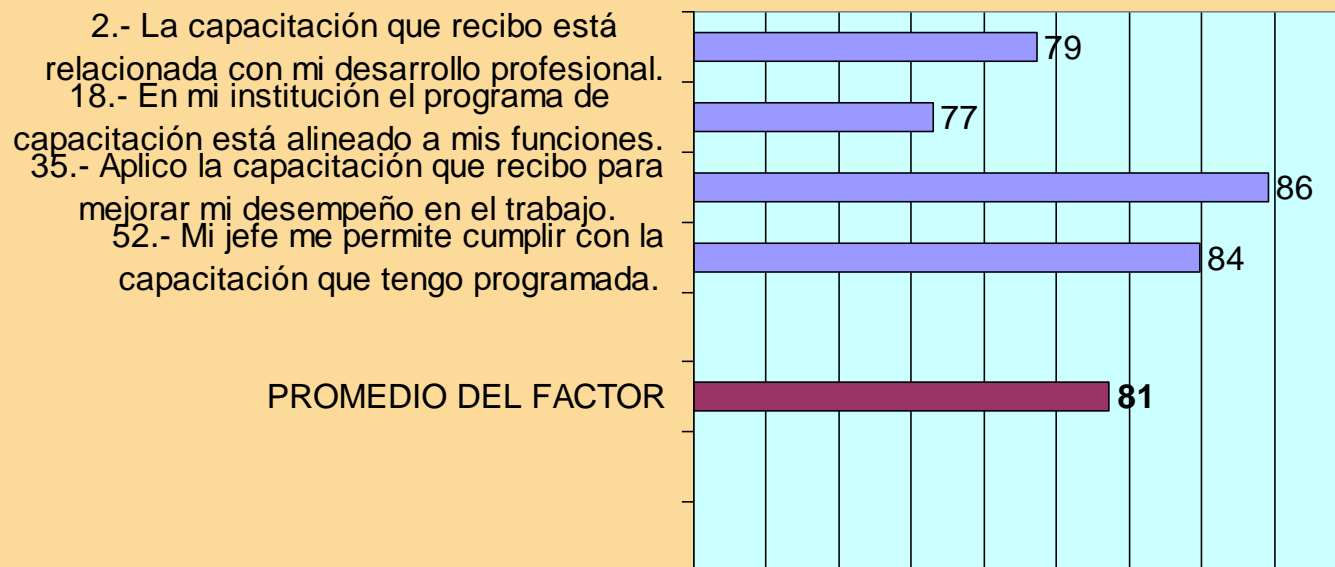 2.- La capacitación que recibo está
relacionada con mi desarrollo profesional.
79
18.- En mi institución el programa de
capacitación está alineado a mis funciones.
77
35.- Aplico la capacitación que recibo para
mejorar mi desempeño en el trabajo.
86
52.- Mi jefe me permite cumplir con la
capacitación que tengo programada.
84
PROMEDIO DEL FACTOR
81